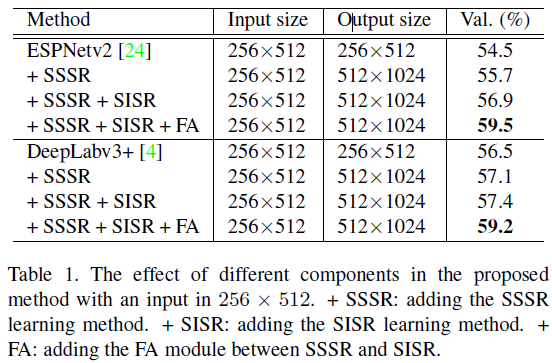 Method Input size Output size Val. (%)
ESPNetv2 [24] 256×512 256×512 54.5
+ SSSR 256×512 512×1024 55.7
+ SSSR + SISR 256×512 512×1024 56.9
+ SSSR + SISR + FA 256×512 512×1024 59.5
DeepLabv3+ [4] 256×512 256×512 56.5
+ SSSR 256×512 512×1024 57.1
+ SSSR + SISR 256×512 512×1024 57.4
+ SSSR + SISR + FA 256×512 512×1024 59.2
Table 1. The effect of different components in the proposed
method with an input in 256 × 512. + SSSR: adding the SSSR
learning method. + SISR: adding the SISR learning method. +
FA: adding the FA module between SSSR and SISR.